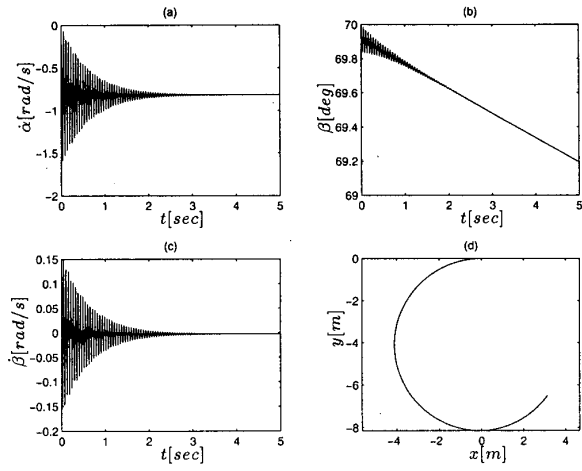 (a)
0
−0.5
−1
−1.5
−2
α̇[rad/s]
0 1 2 3 4 5
t[sec]
(b)
70
69.8
69.6
69.4
69.2
69
β[deg]
0 1 2 3 4 5
t[sec]
(c)
0.15
0.1
0.05
0
−0.05
−0.1
−0.15
−0.2
β̇[rad/s]
0 1 2 3 4 5
t[sec]
(d)
0
−2
−4
−6
−8
y[m]
−4 −2 0 2 4
x[m]